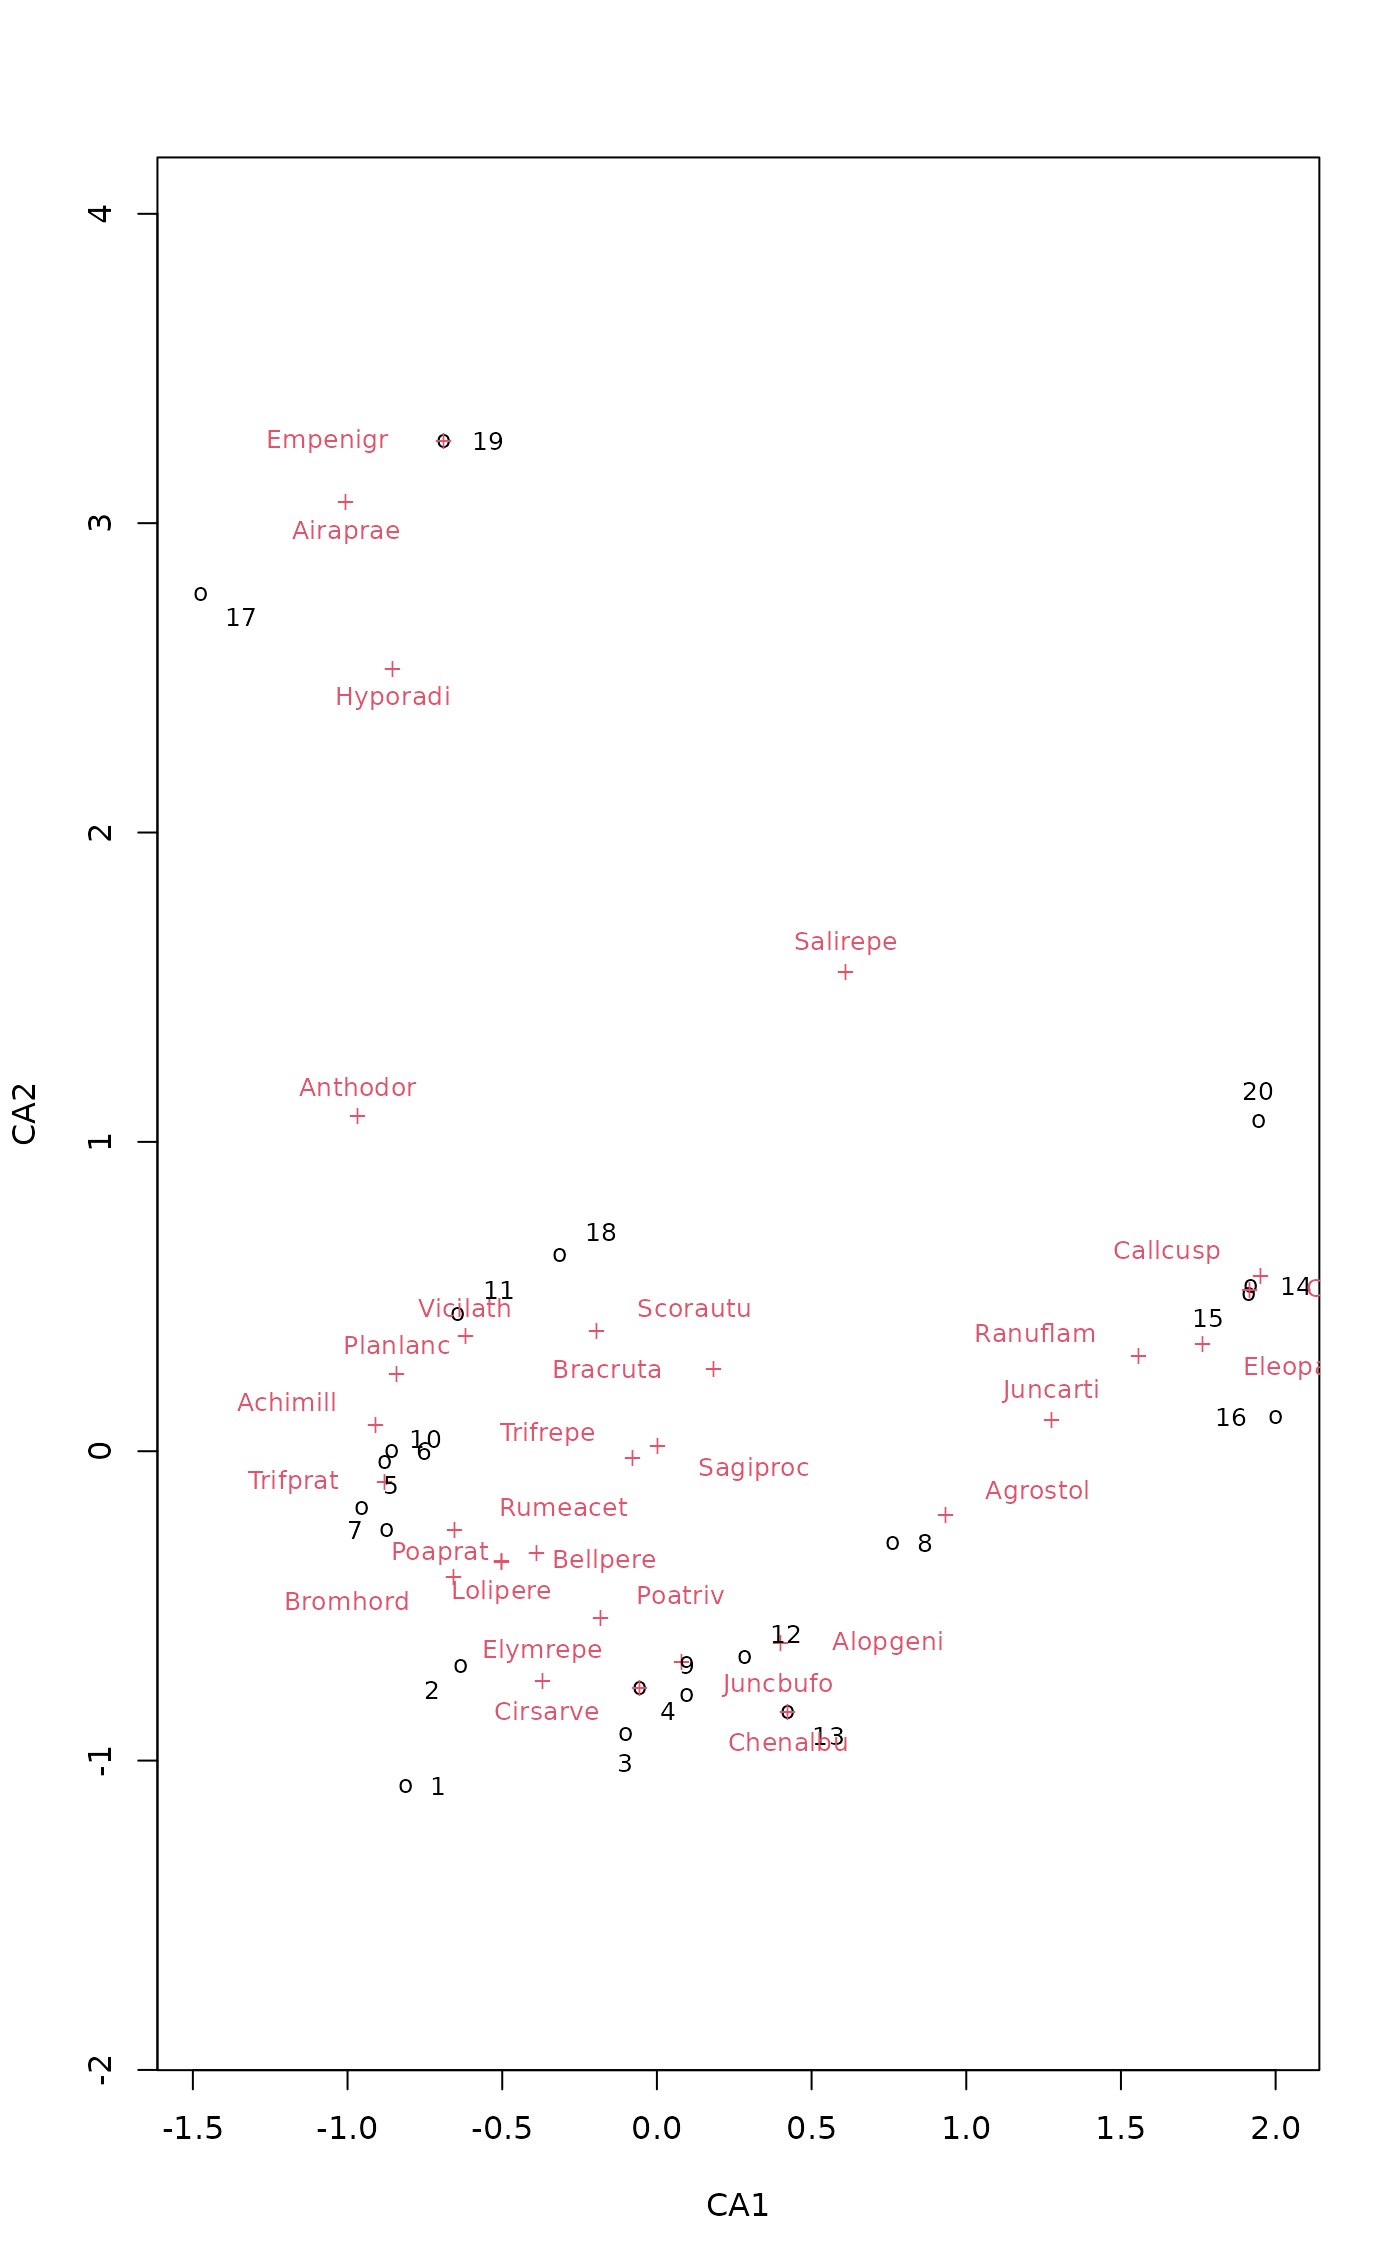 4
Empenigr
19
3
Airaprae
17
Hyporadi
2
Salirepe
Anthodor
20
CA2
1
18
Callcusp
11
14
C
Vicilath
Scorautu
15
Planlanc
Ranuflam
Bracruta
Eleopa
Achimill
Juncarti
16
10
Trifrepe
0
6
Trifprat
5
Sagiproc
Agrostol
Rumeacet
7
8
Poaprat
Bellpere
Lolipere
Bromhord
Poatriv
12
Alopgeni
Elymrepe
9
2
Juncbufo
Cirsarve
4
13
Chenalbu
-1
3
1
-2
-1.5 -1.0 -0.5 0.0 0.5 1.0 1.5 2.0
CA1